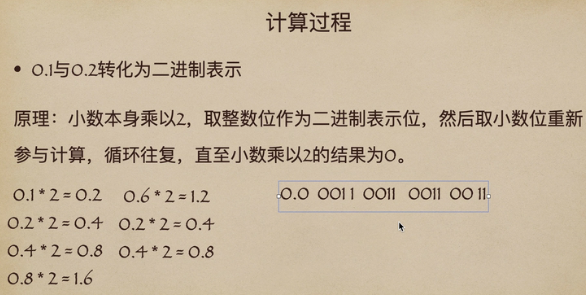 计算过程
• 0.1与0.2转化为二进制表示
原理：小数本身乘以2，取整数位作为二进制表示位，然后取小数位重新
参与计算，循环往复，直至小数乘以2的结果为0。
0.1 * 2 = 0.2 0.6 * 2 = 1.2 0.0 0011 0011 0011 0011
0.2 * 2 = 0.4 0.2 * 2 = 0.4
0.4 * 2 = 0.8 0.4 * 2 = 0.8
0.8 * 2 = 1.6